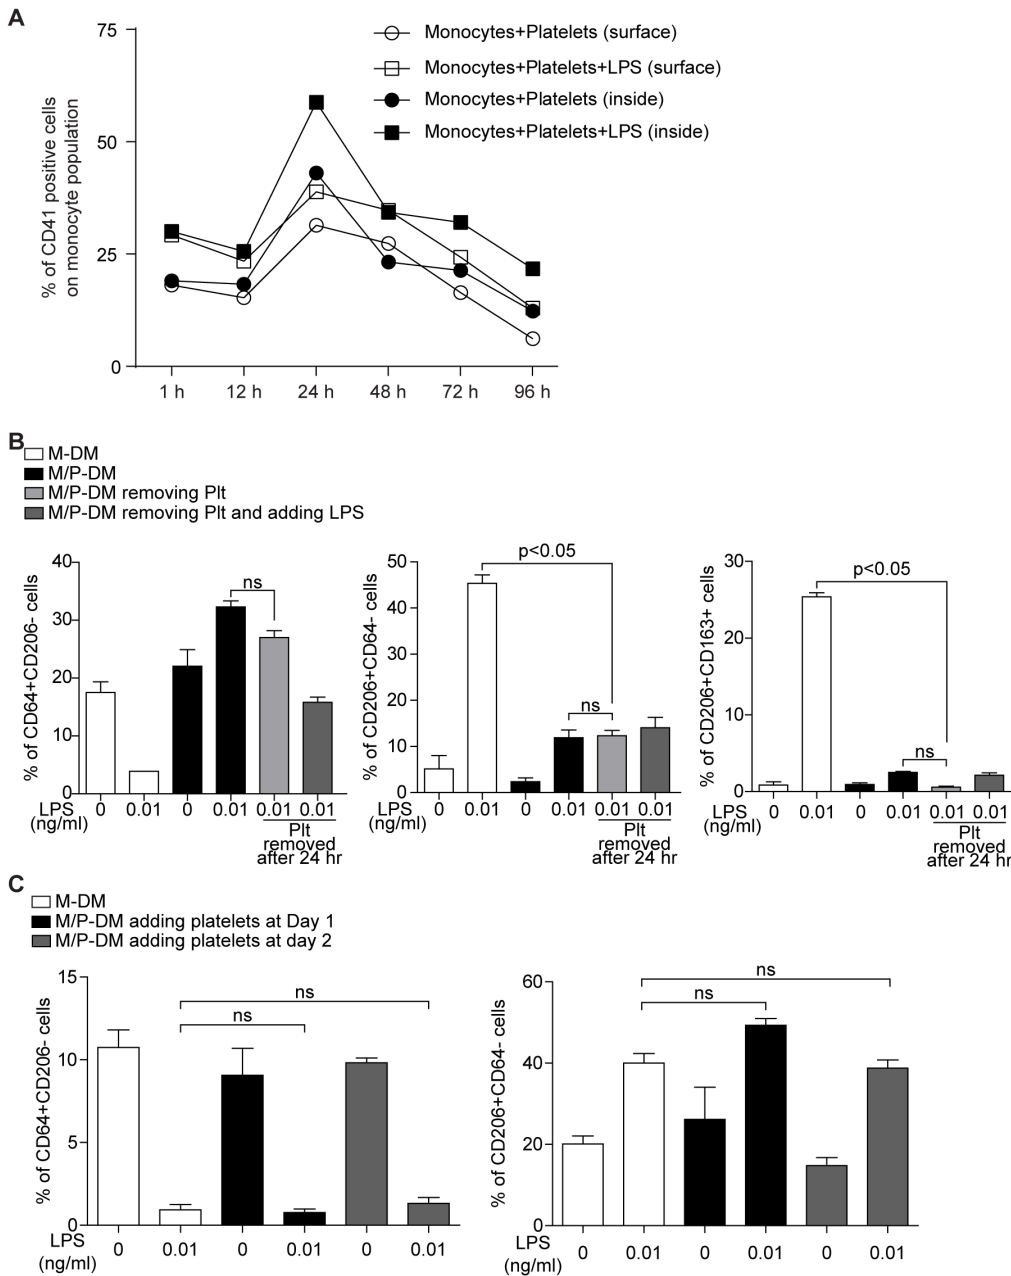 A
75
50
25
0
% of CD41 positive cells
on monocyte population
Monocytes+Platelets (surface)
Monocytes+Platelets+LPS (surface)
Monocytes+Platelets (inside)
Monocytes+Platelets+LPS (inside)
1 h 12 h 24 h 48 h 72 h 96 h
B
M-DM
M/P-DM
M/P-DM removing Plt
M/P-DM removing Plt and adding LPS
% of CD64+CD206- cells
40
30
20
10
0
ns
LPS
(ng/ml)
0 0.01 0 0.01 0.01 0.01
Plt
removed
after 24 hr
% of CD206+CD64- cells
50
40
30
20
10
0
p<0.05
ns
LPS
(ng/ml)
0 0.01 0 0.01 0.01 0.01
Plt
removed
after 24 hr
% of CD206+CD163+ cells
30
20
10
0
p<0.05
ns
LPS
(ng/ml)
0 0.01 0 0.01 0.01 0.01
Plt
removed
after 24 hr
C
M-DM
M/P-DM adding platelets at Day 1
M/P-DM adding platelets at day 2
% of CD64+CD206- cells
15
10
5
0
ns
ns
LPS
(ng/ml)
0 0.01 0 0.01 0 0.01
% of CD206+CD64- cells
60
40
20
0
ns
ns
LPS
(ng/ml)
0 0.01 0 0.01 0 0.01